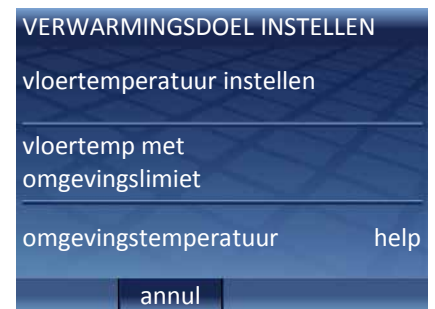 VERWARMINGSDOEL INSTELLEN
vloertemperatuur instellen
vloertemp met
omgevingslimiet
omgevingstemperatuur help
annul